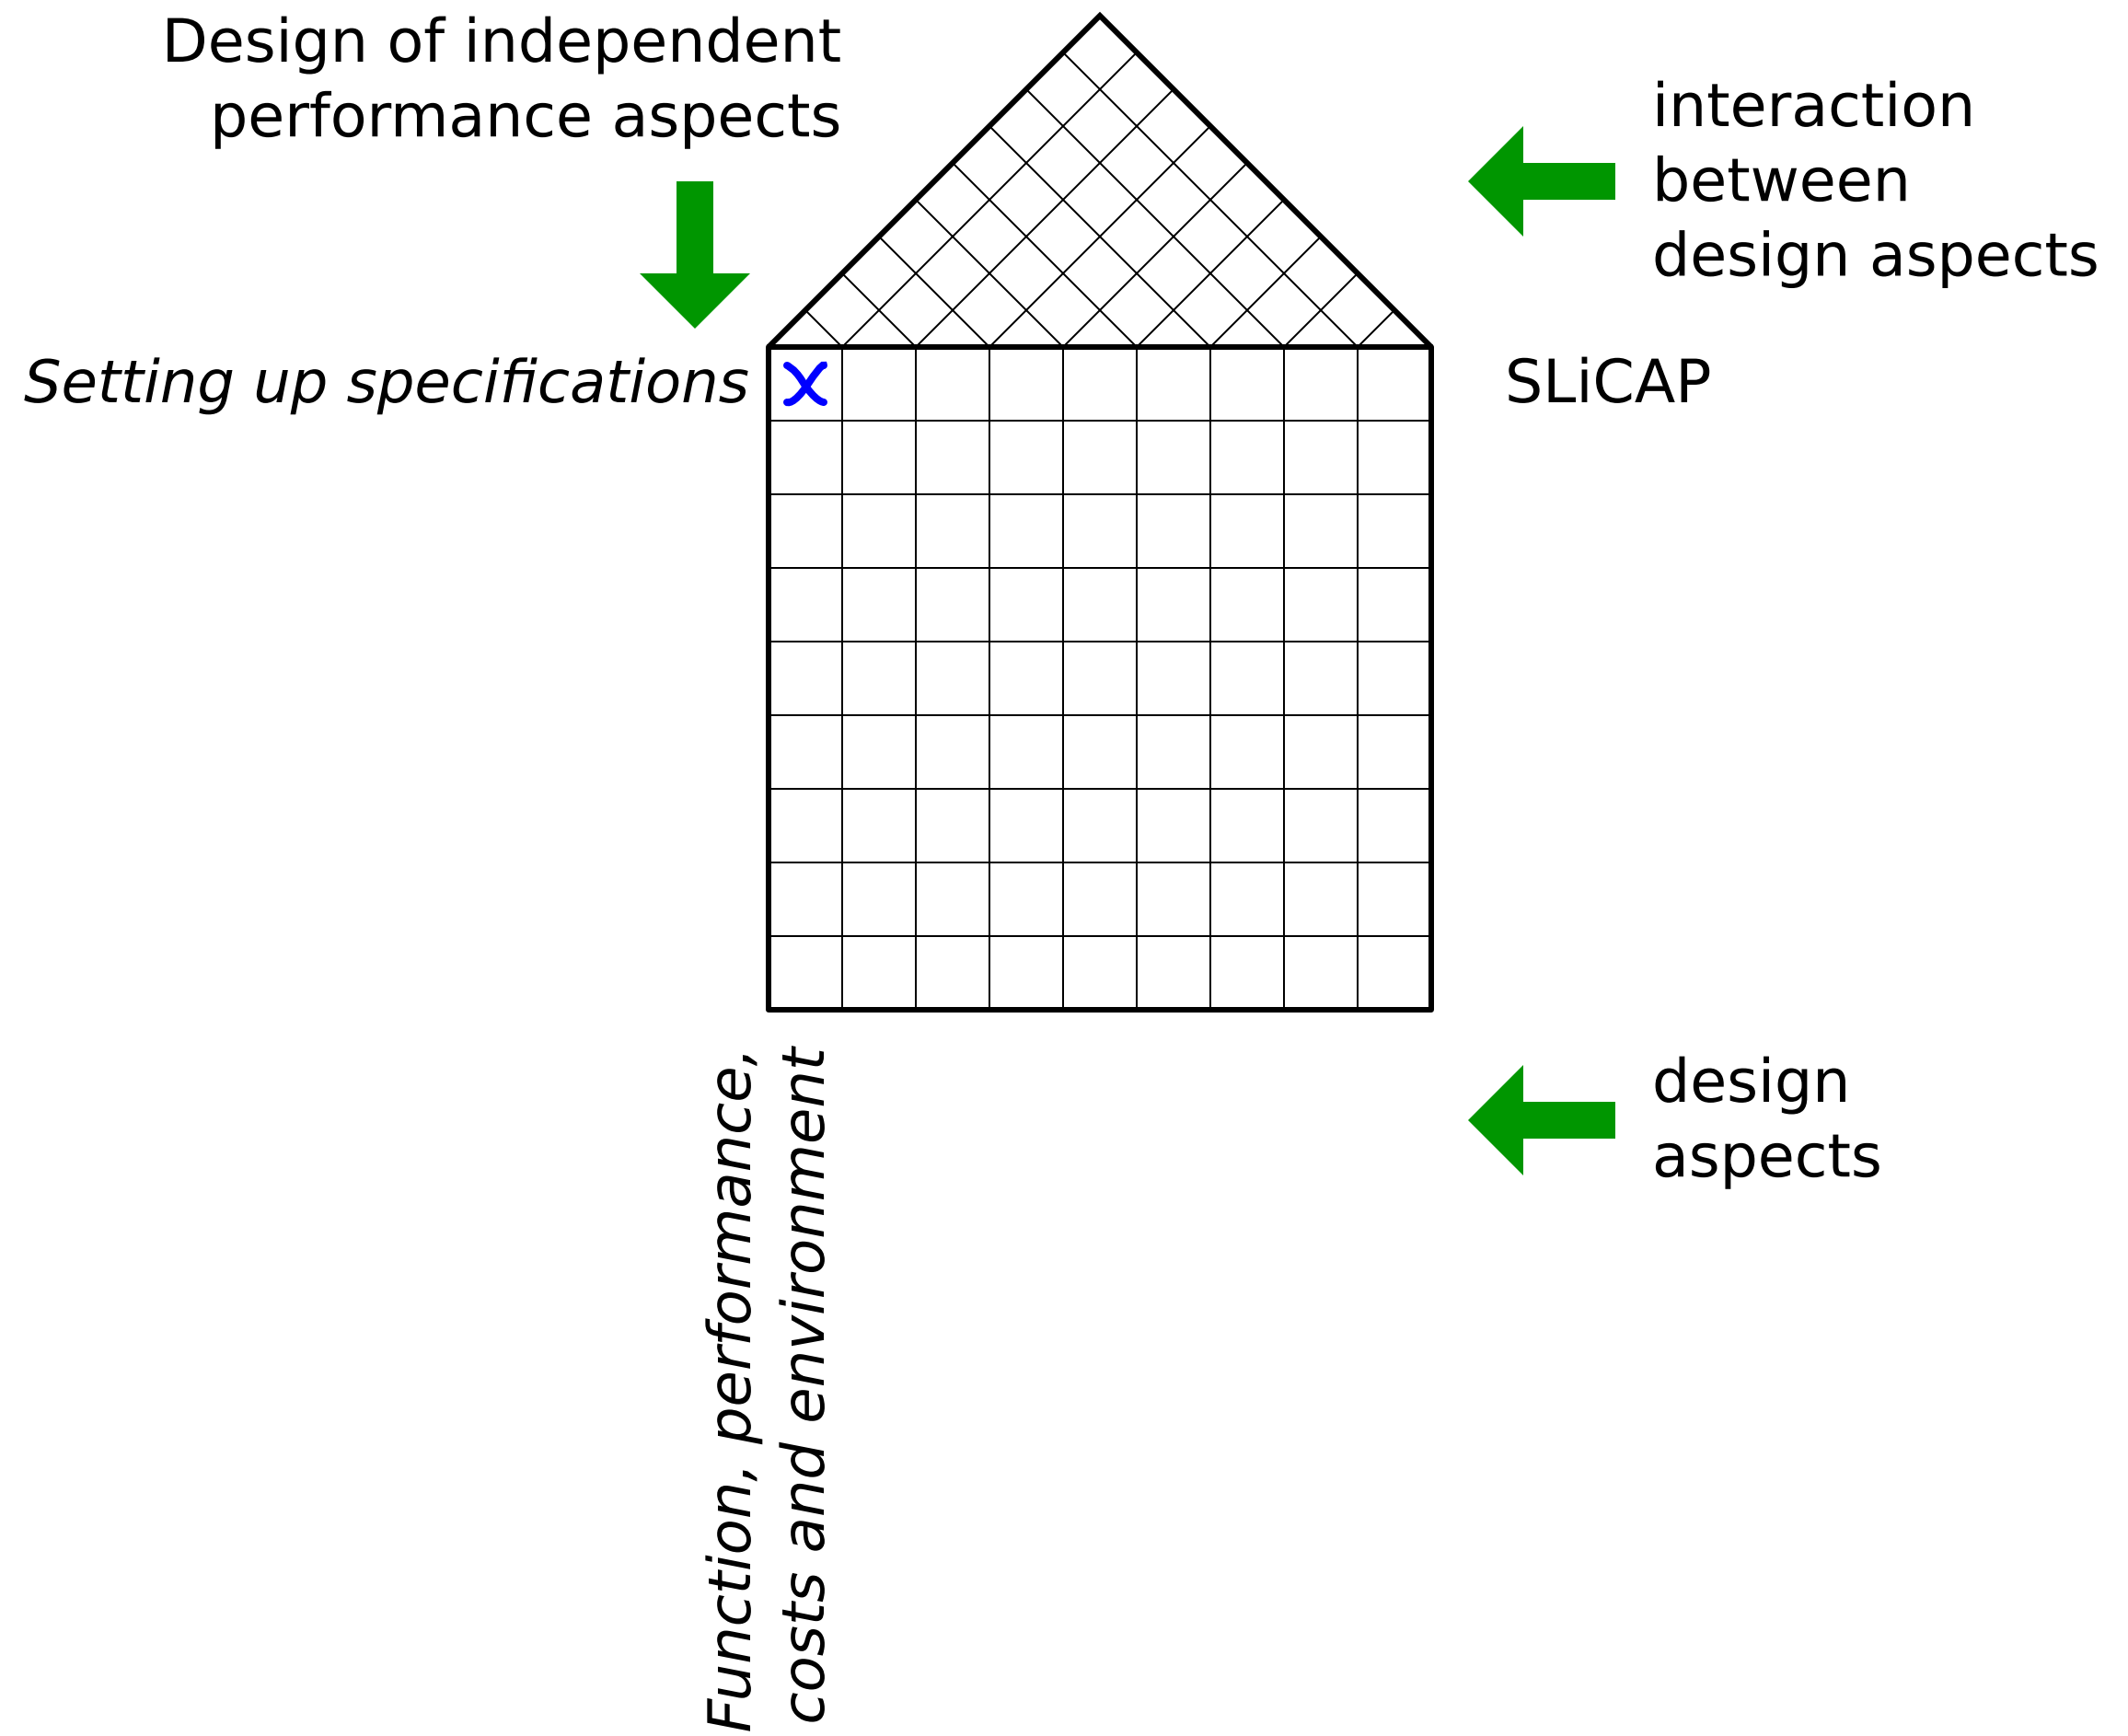 Design of independent
performance aspects
interaction
between
design aspects
Setting up specifications
X
SLiCAP
design
aspects
Function, performance,
costs and environment